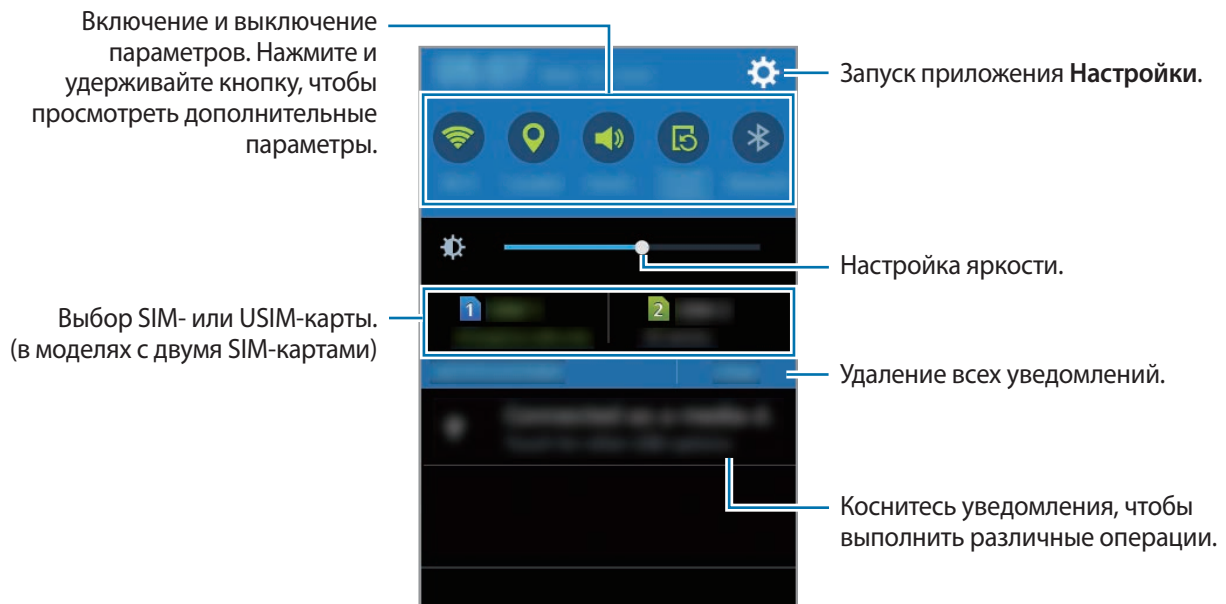 Включение и выключение
параметров. Нажмите и
удерживайте кнопку, чтобы
просмотреть дополнительные
параметры.
Запуск приложения Настройки.
Настройка яркости.
Выбор SIM- или USIM-карты.
(в моделях с двумя SIM-картами)
1
2
Удаление всех уведомлений.
Коснитесь уведомления, чтобы
выполнить различные операции.